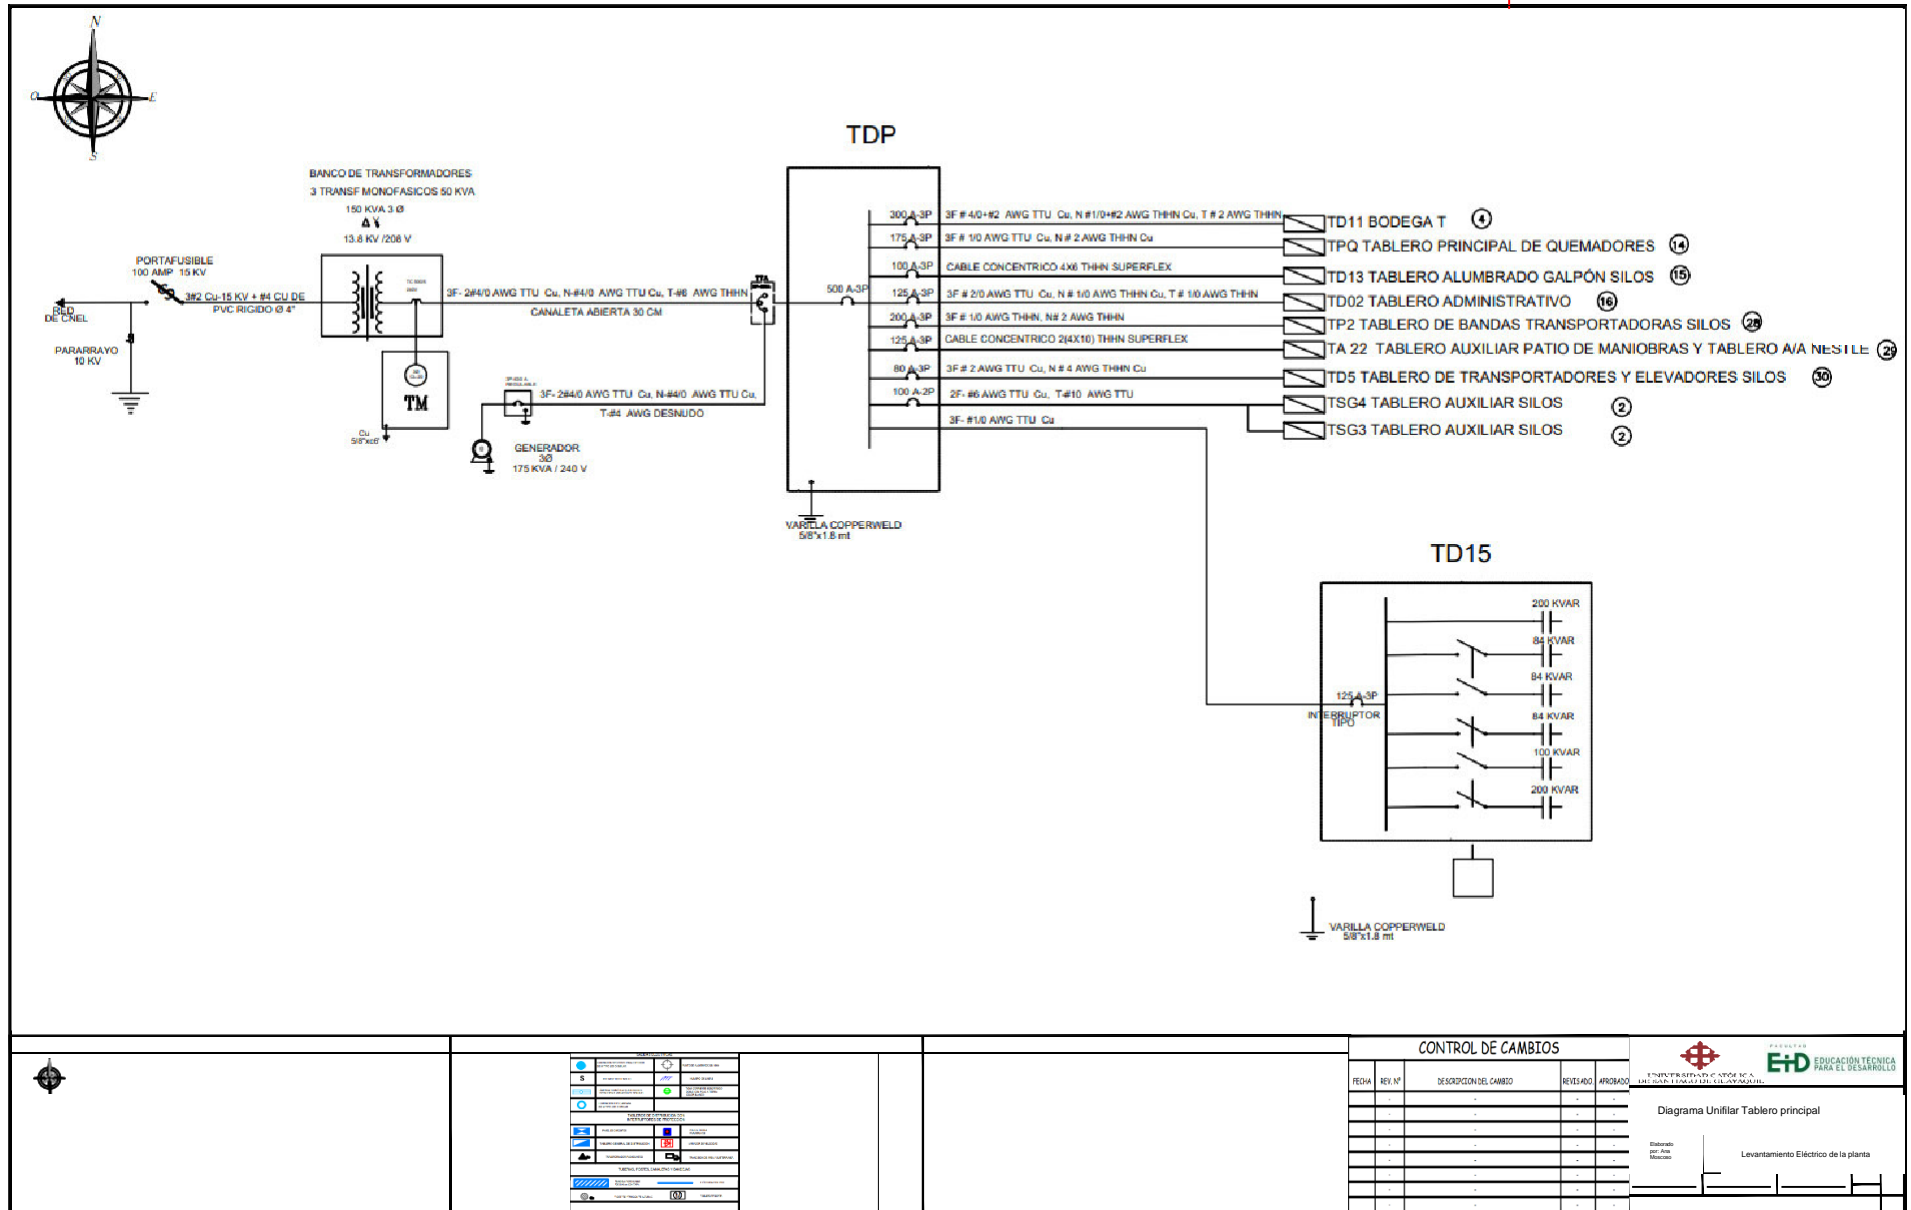 N
O
E
S
TDP
BANCO DE TRANSFORMADORES
3 TRANSF MONOFASICOS 50 KVA
150 KVA 3 Ø
Δ Y
13.8 KV /208 V
PORTAFUSIBLE
100 AMP 15 KV
3#2 Cu-15 KV + #4 CU DE
PVC RIGIDO Ø 4"
RED
DE CNEL
PARARRAYO
10 KV
3F- 2#4/0 AWG TTU Cu, N-#4/0 AWG TTU Cu, T-#6 AWG THHN
CANALETA ABIERTA 30 CM
TM
Cu
5/8"x6'
3F- 2#4/0 AWG TTU Cu, N-#4/0 AWG TTU Cu,
T-#4 AWG DESNUDO
GENERADOR
3Ø
175 KVA / 240 V
500 A-3P
300 A-3P 3F # 4/0+#2 AWG TTU Cu, N #1/0+#2 AWG THHN Cu, T # 2 AWG THHN TD11 BODEGA T 4
175 A-3P 3F # 1/0 AWG TTU Cu, N # 2 AWG THHN Cu TPQ TABLERO PRINCIPAL DE QUEMADORES 14
100 A-3P CABLE CONCENTRICO 4X6 THHN SUPERFLEX TD13 TABLERO ALUMBRADO GALPÓN SILOS 15
125 A-3P 3F # 2/0 AWG TTU Cu, N # 1/0 AWG THHN Cu, T # 1/0 AWG THHN TD02 TABLERO ADMINISTRATIVO 16
200 A-3P 3F # 1/0 AWG THHN, N# 2 AWG THHN TP2 TABLERO DE BANDAS TRANSPORTADORAS SILOS 28
125 A-3P CABLE CONCENTRICO 2(4X10) THHN SUPERFLEX TA 22 TABLERO AUXILIAR PATIO DE MANIOBRAS Y TABLERO A/A NESTLE 29
80 A-3P 3F # 2 AWG TTU Cu, N # 4 AWG THHN Cu TD5 TABLERO DE TRANSPORTADORES Y ELEVADORES SILOS 30
100 A-2P 2F- #6 AWG TTU Cu, T-#10 AWG TTU TSG4 TABLERO AUXILIAR SILOS 2
3F- #1/0 AWG TTU Cu TSG3 TABLERO AUXILIAR SILOS 2
VARILLA COPPERWELD
5/8"x1.8 mt
TD15
200 KVAR
84 KVAR
84 KVAR
125 A-3P
INTERRUPTOR
TIPO
84 KVAR
100 KVAR
200 KVAR
VARILLA COPPERWELD
5/8"x1.8 mt
CONTROL DE CAMBIOS
FECHA REV. N° DESCRIPCION DEL CAMBIO REVISADO. APROBADO
UNIVERSIDAD CATÓLICA
DE SANTIAGO DE GUAYAQUIL
FACULTAD
EDUCACIÓN TÉCNICA
PARA EL DESARROLLO
Diagrama Unifilar Tablero principal
Elaborado
por: Ana
Moscoso
Levantamiento Eléctrico de la planta